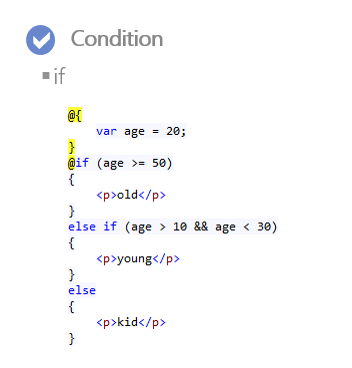 Condition
if
@{
    var age = 20;
}
@if (age >= 50)
{
    <p>old</p>
}
else if (age > 10 && age < 30)
{
    <p>young</p>
}
else
{
    <p>kid</p>
}